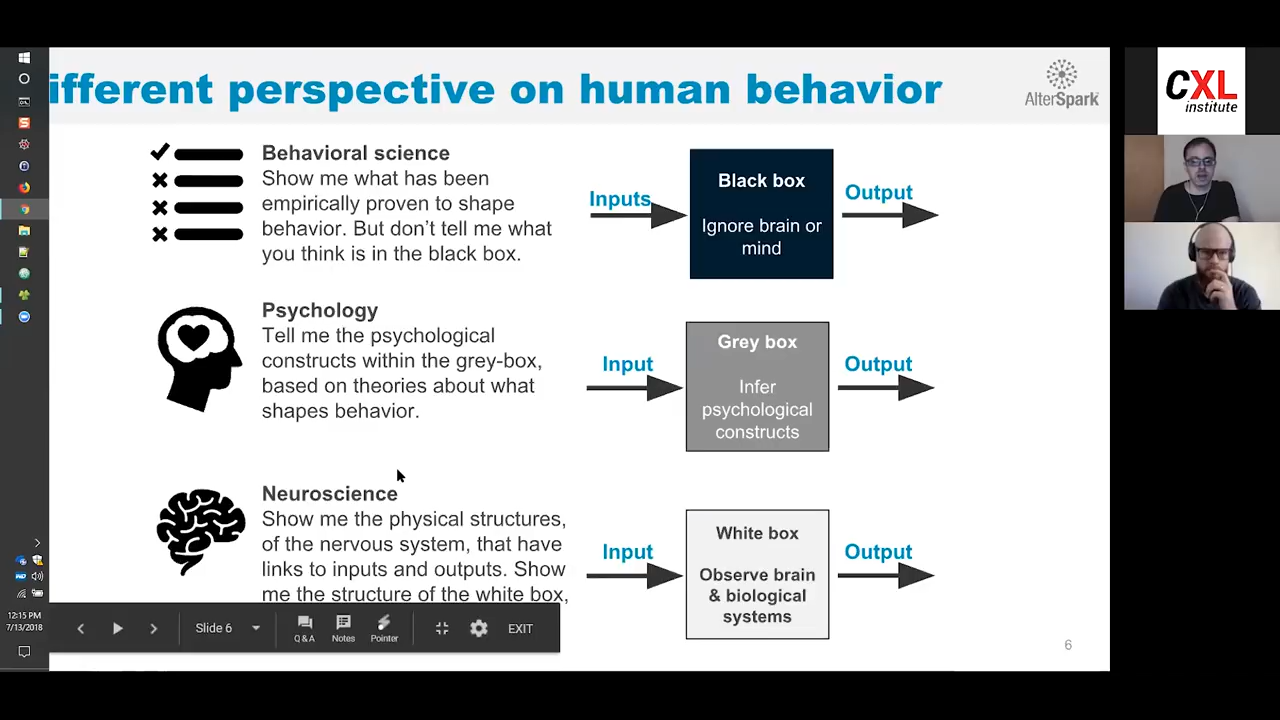 ifferent perspective on human behavior
AlterSpark
CXL
institute
Behavioral science
Show me what has been
empirically proven to shape
behavior. But don't tell me what
you think is in the black box.
Inputs
Black box
Ignore brain or
mind
Output
Psychology
Tell me the psychological
constructs within the grey-box,
based on theories about what
shapes behavior.
Input
Grey box
Infer
psychological
constructs
Output
Neuroscience
Show me the physical structures,
of the nervous system, that have
links to inputs and outputs. Show
me the structure of the white box,
Input
White box
Observe brain
& biological
systems
Output
Slide 6
Q & A
Notes
Pointer
EXIT
6
12:15 PM
7/13/2018